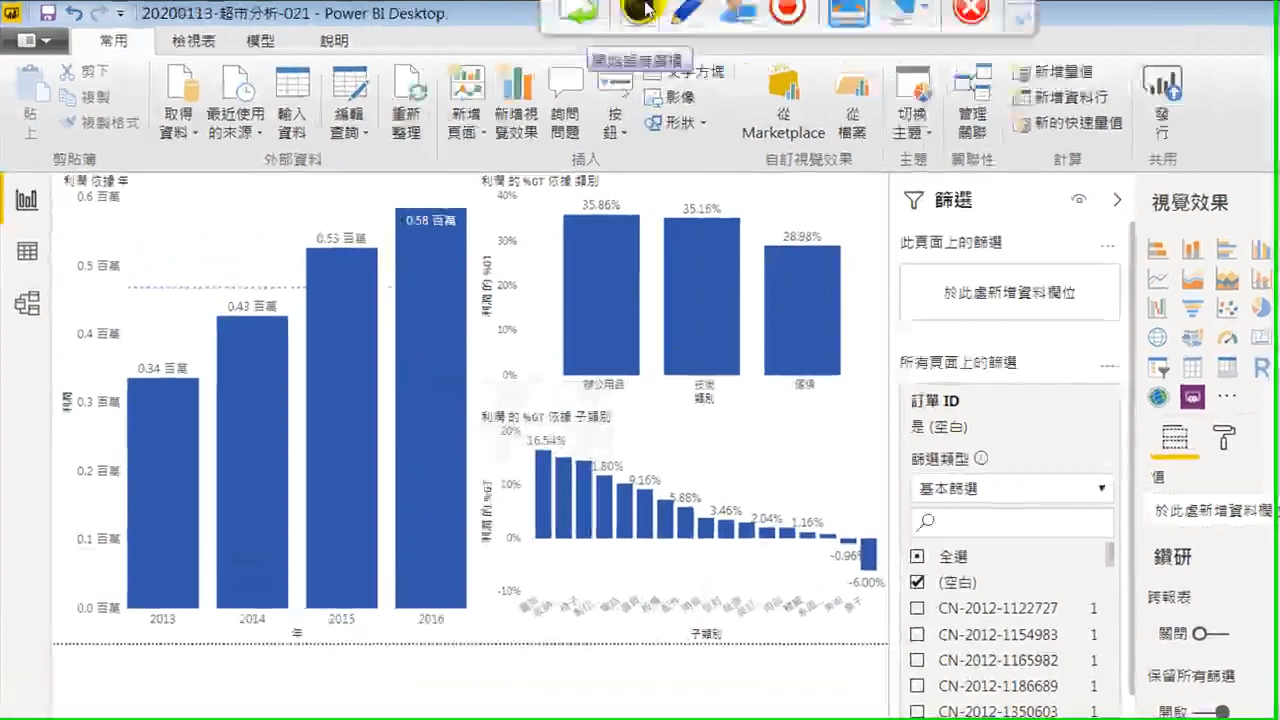 20200113-超市分析-021 - Power BI Desktop
常用
檢視表
模型
說明
貼上
剪下
複製
複製格式
剪貼簿
取得資料
最近使用的來源
輸入資料
編輯查詢
外部資料
重新整理
新增頁面
新增視覺效果
詢問問題
按鈕
文字方塊
影像
形狀
插入
從 Marketplace
從檔案
自訂視覺效果
切換主題
主題
管理關聯
關聯性
新增量值
新增資料行
新的快速量值
計算
發行
共用
利潤 依據 年
0.6 百萬
0.5 百萬
0.4 百萬
0.3 百萬
0.2 百萬
0.1 百萬
0.0 百萬
利潤
0.34 百萬
0.43 百萬
0.53 百萬
0.58 百萬
2013
2014
2015
2016
年
利潤 的 %GT 依據 類別
40%
30%
20%
10%
0%
利潤 的 %GT
35.86%
35.16%
28.98%
辦公用品
技術
傢俱
類別
利潤 的 %GT 依據 子類別
20%
10%
0%
-10%
利潤 的 %GT
16.54%
11.80%
9.16%
5.88%
3.46%
2.04%
1.16%
-0.96%
-6.00%
子類別
篩選
此頁面上的篩選
...
於此處新增資料欄位
所有頁面上的篩選
...
訂單 ID
是 (空白)
篩選類型
基本篩選
全選
(空白)
CN-2012-1122727 1
CN-2012-1154983 1
CN-2012-1165982 1
CN-2012-1186689 1
CN-2012-1350603 1
視覺效果
R
...
值
於此處新增資料欄
鑽研
跨報表
關閉
保留所有篩選
開啟